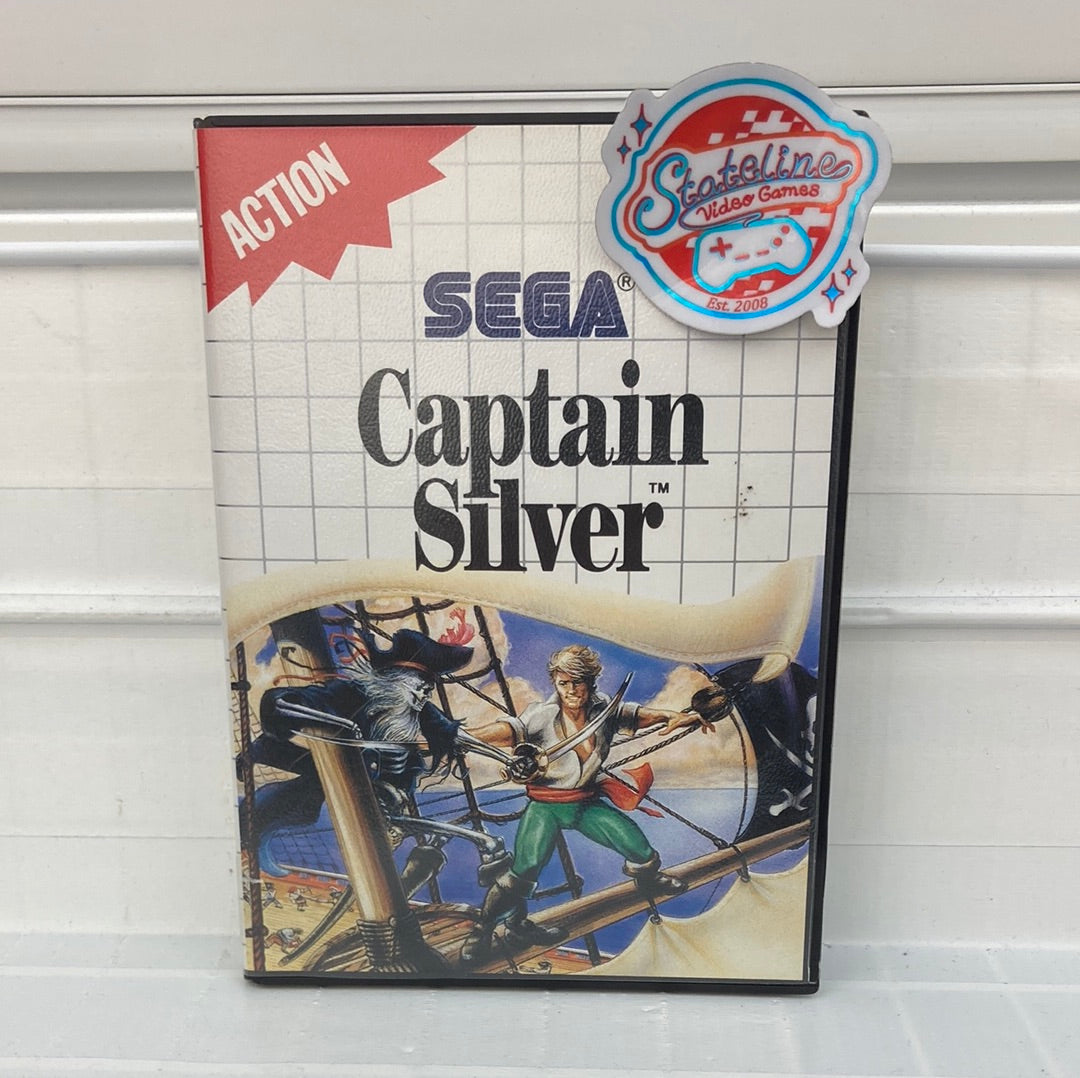 ACTION
Stateline
Video Games
Est. 2008
SEGA®
Captain
Silver™